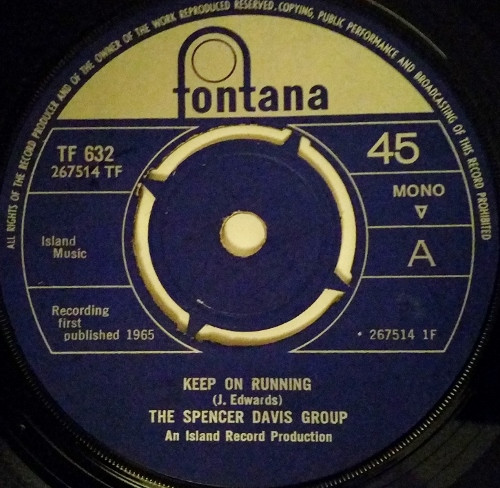 ALL RIGHTS OF THE RECORD PRODUCER AND OF THE OWNER OF THE WORK REPRODUCED RESERVED. COPYING, PUBLIC PERFORMANCE AND BROADCASTING OF THIS RECORD PROHIBITED
fontana
TF 632
267514 TF
45
MONO
A
Island
Music
Recording
first
published 1965
• 267514 1F
KEEP ON RUNNING
(J. Edwards)
THE SPENCER DAVIS GROUP
An Island Record Production